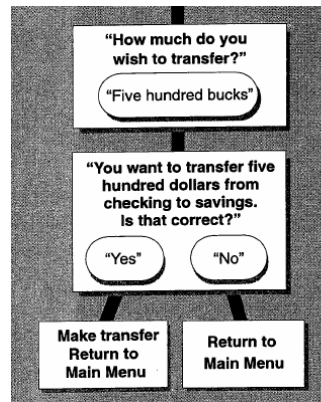 “How much do you
wish to transfer?”
“Five hundred bucks”
“You want to transfer five
hundred dollars from
checking to savings.
Is that correct?”
“Yes”
“No”
Make transfer
Return to
Main Menu
Return to
Main Menu